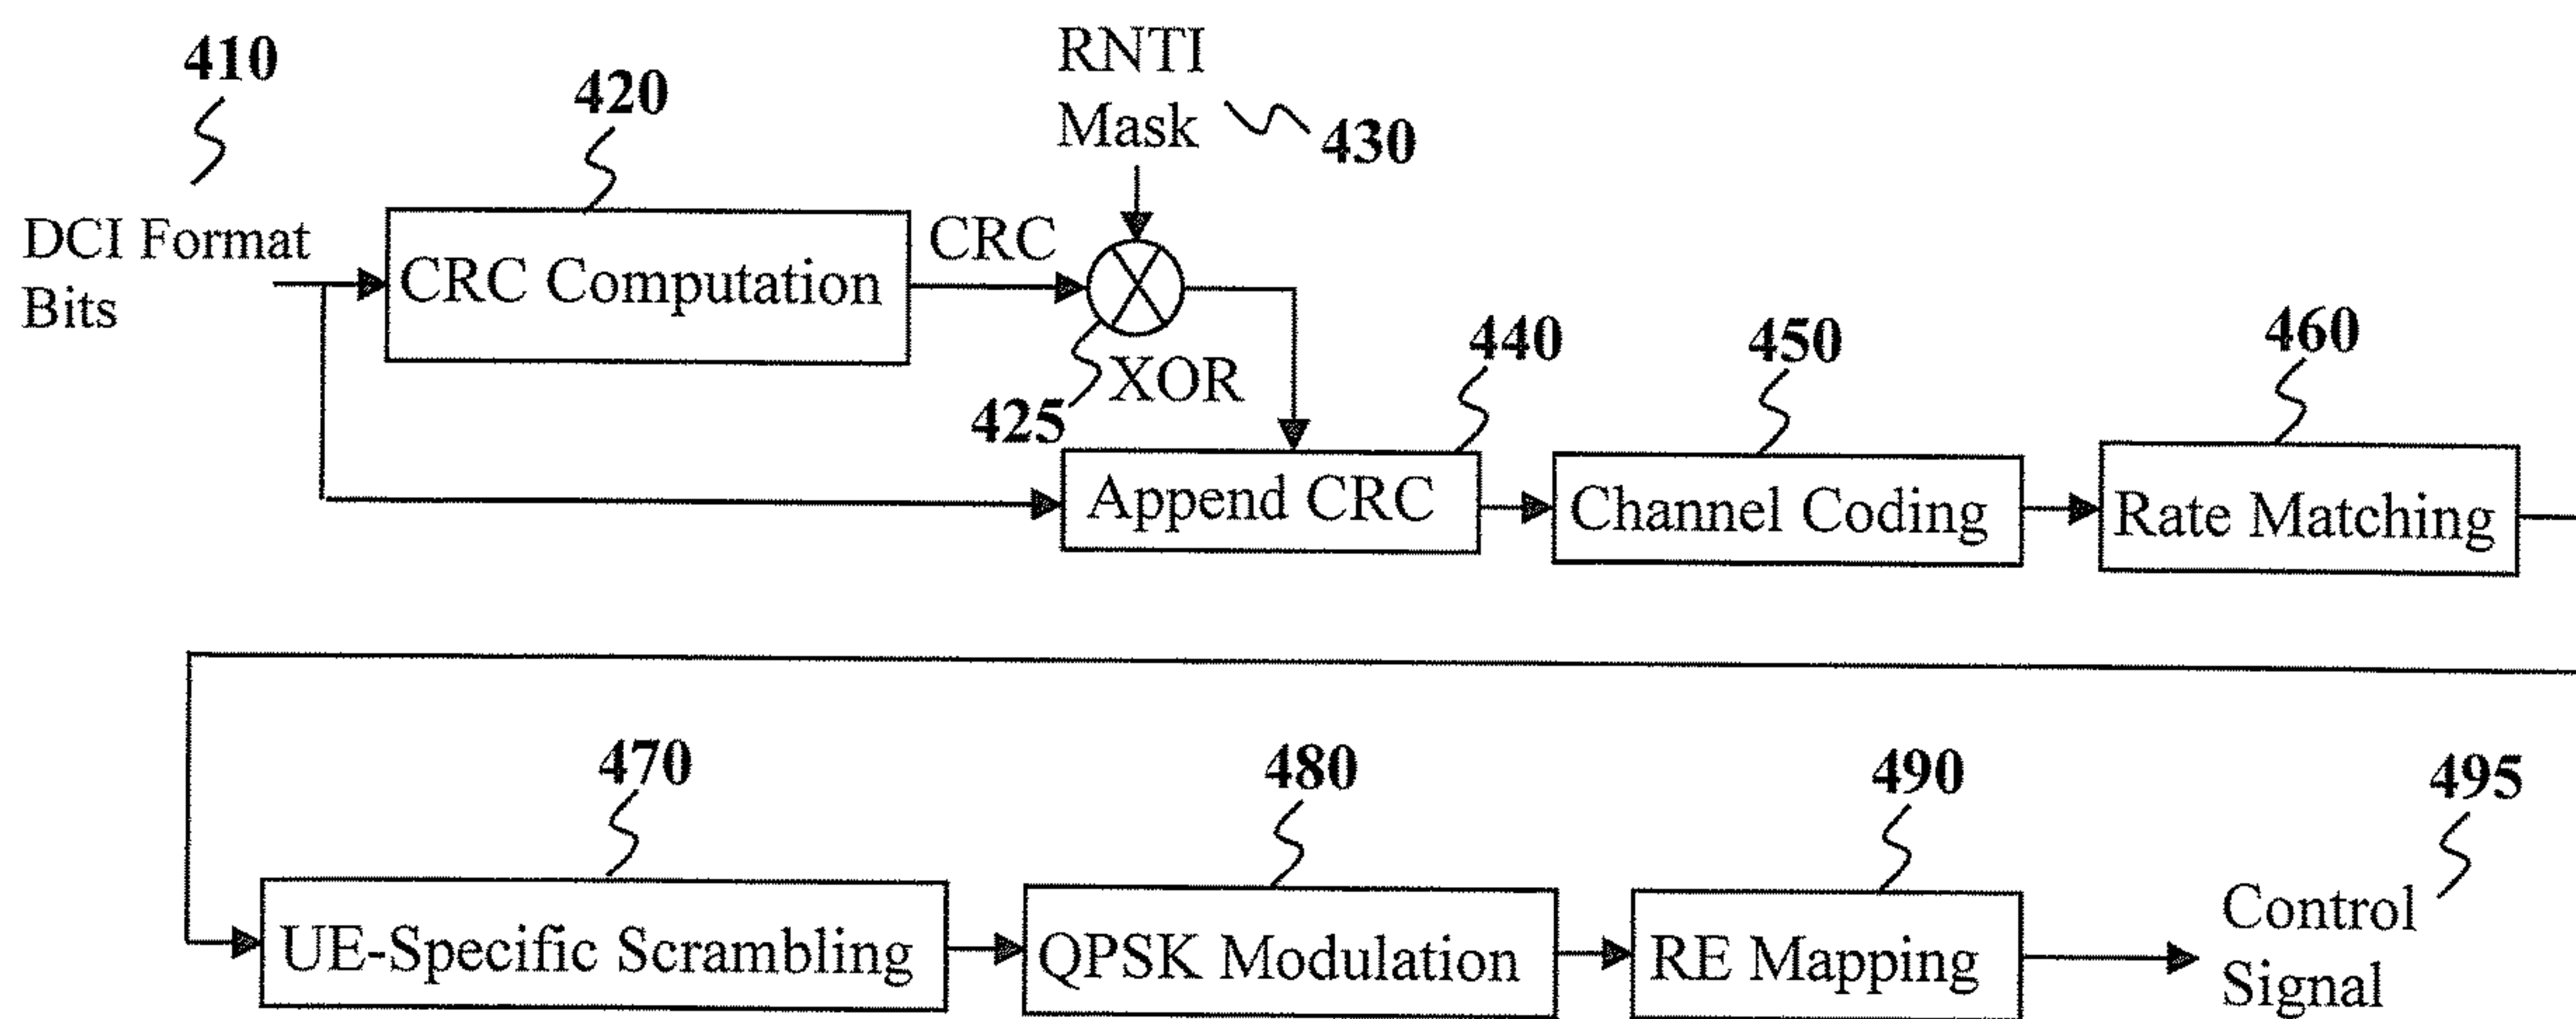 410
420
RNTI
Mask
430
DCI Format
Bits
CRC Computation
CRC
425
XOR
440
450
460
Append CRC
Channel Coding
Rate Matching
470
480
490
495
UE-Specific Scrambling
QPSK Modulation
RE Mapping
Control
Signal